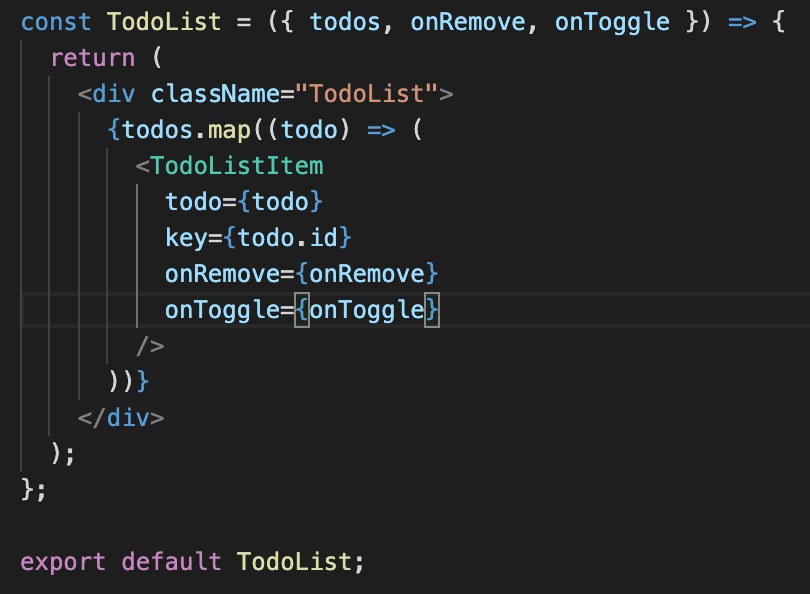 const TodoList = ({ todos, onRemove, onToggle }) => {
  return (
    <div className="TodoList">
      {todos.map((todo) => (
        <TodoListItem
          todo={todo}
          key={todo.id}
          onRemove={onRemove}
          onToggle={onToggle}
        />
      ))}
    </div>
  );
};

export default TodoList;